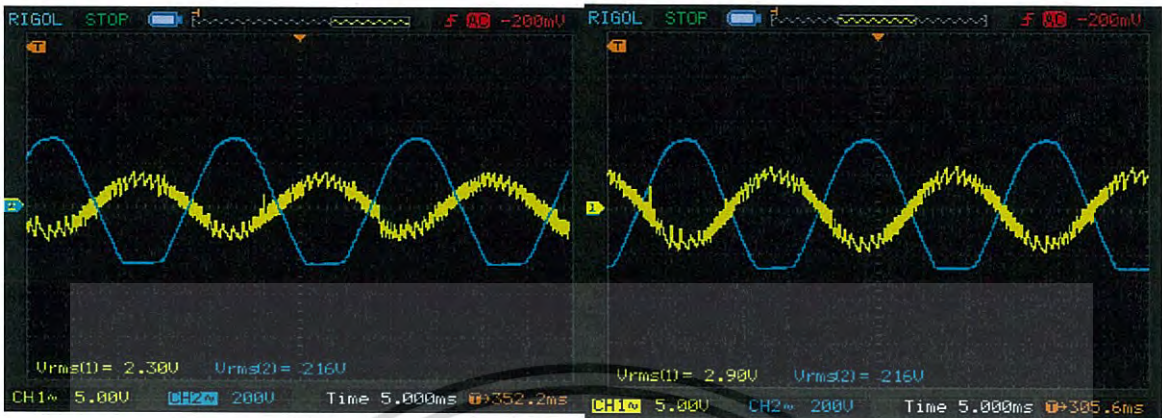 RIGOL STOP T AC -200mV
T
Vrms(1)= 2.30V Vrms(2)= 216V
CH1~ 5.00V CH2~ 200V Time 5.000ms T→352.2ms
RIGOL STOP T AC -200mV
T
1
Vrms(1)= 2.90V Vrms(2)= 216V
CH1~ 5.00V CH2~ 200V Time 5.000ms T→305.6ms